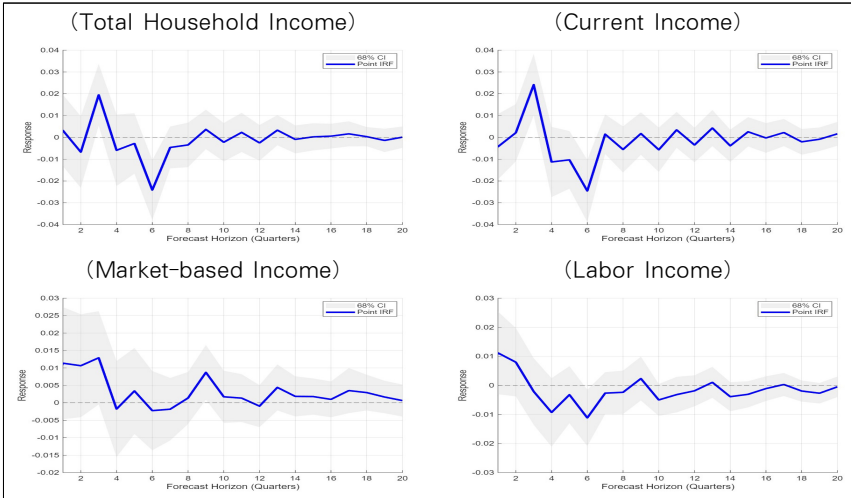 (Total Household Income)
0.04
0.03
0.02
0.01
0
-0.01
-0.02
-0.03
-0.04
Response
68% CI
Point IRF
2 4 6 8 10 12 14 16 18 20
Forecast Horizon (Quarters)
(Current Income)
0.04
0.03
0.02
0.01
0
-0.01
-0.02
-0.03
-0.04
Response
68% CI
Point IRF
2 4 6 8 10 12 14 16 18 20
Forecast Horizon (Quarters)
(Market-based Income)
0.03
0.025
0.02
0.015
0.01
0.005
0
-0.005
-0.01
-0.015
-0.02
Response
68% CI
Point IRF
2 4 6 8 10 12 14 16 18 20
Forecast Horizon (Quarters)
(Labor Income)
0.03
0.02
0.01
0
-0.01
-0.02
-0.03
Response
68% CI
Point IRF
2 4 6 8 10 12 14 16 18 20
Forecast Horizon (Quarters)